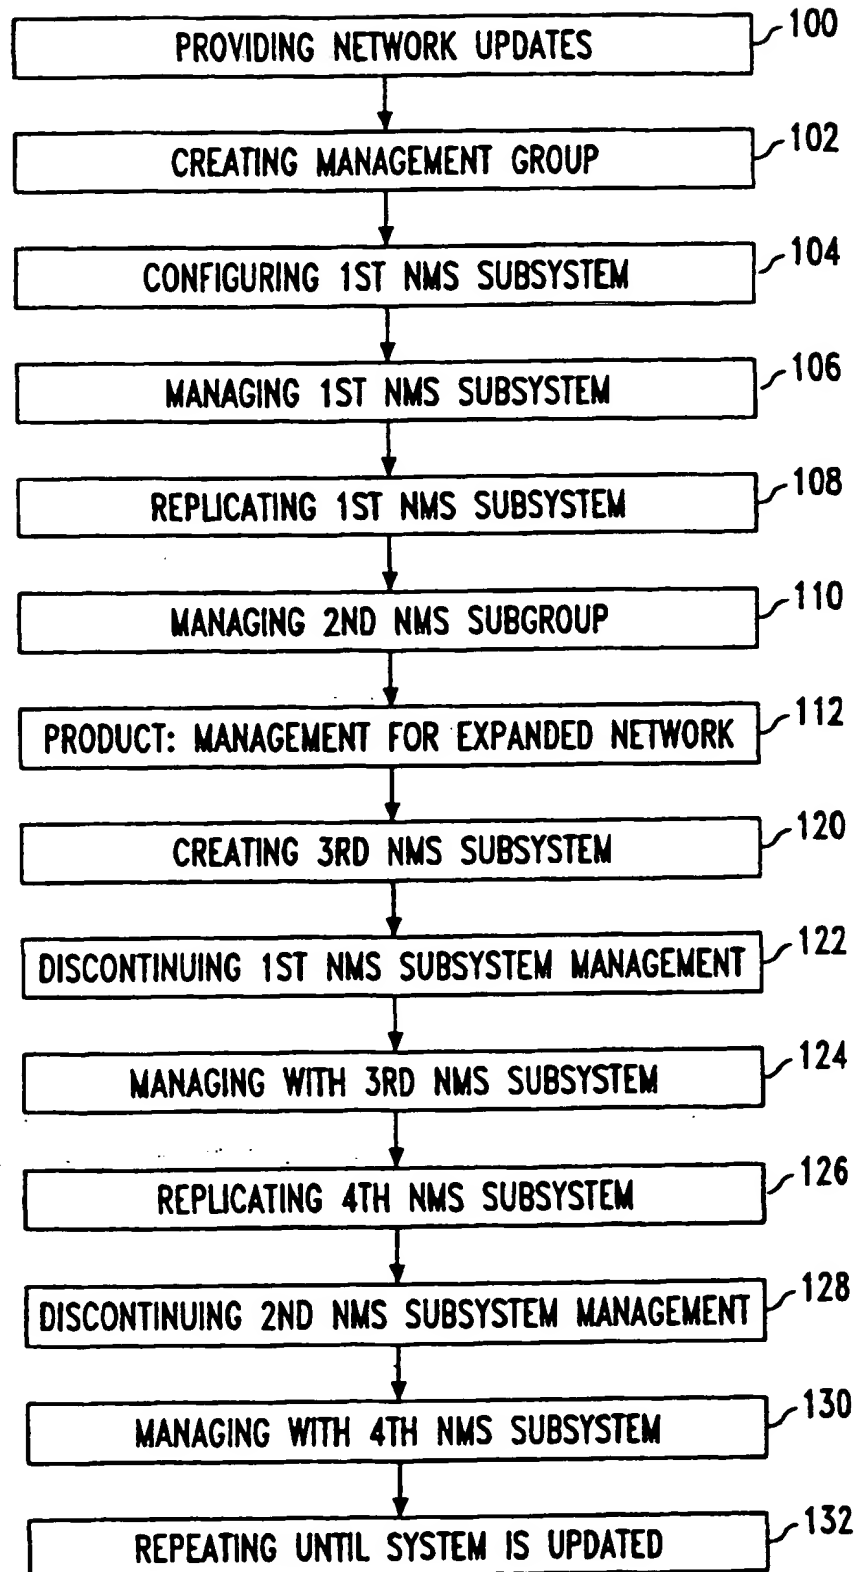 PROVIDING NETWORK UPDATES 100
CREATING MANAGEMENT GROUP 102
CONFIGURING 1ST NMS SUBSYSTEM 104
MANAGING 1ST NMS SUBSYSTEM 106
REPLICATING 1ST NMS SUBSYSTEM 108
MANAGING 2ND NMS SUBGROUP 110
PRODUCT: MANAGEMENT FOR EXPANDED NETWORK 112
CREATING 3RD NMS SUBSYSTEM 120
DISCONTINUING 1ST NMS SUBSYSTEM MANAGEMENT 122
MANAGING WITH 3RD NMS SUBSYSTEM 124
REPLICATING 4TH NMS SUBSYSTEM 126
DISCONTINUING 2ND NMS SUBSYSTEM MANAGEMENT 128
MANAGING WITH 4TH NMS SUBSYSTEM 130
REPEATING UNTIL SYSTEM IS UPDATED 132